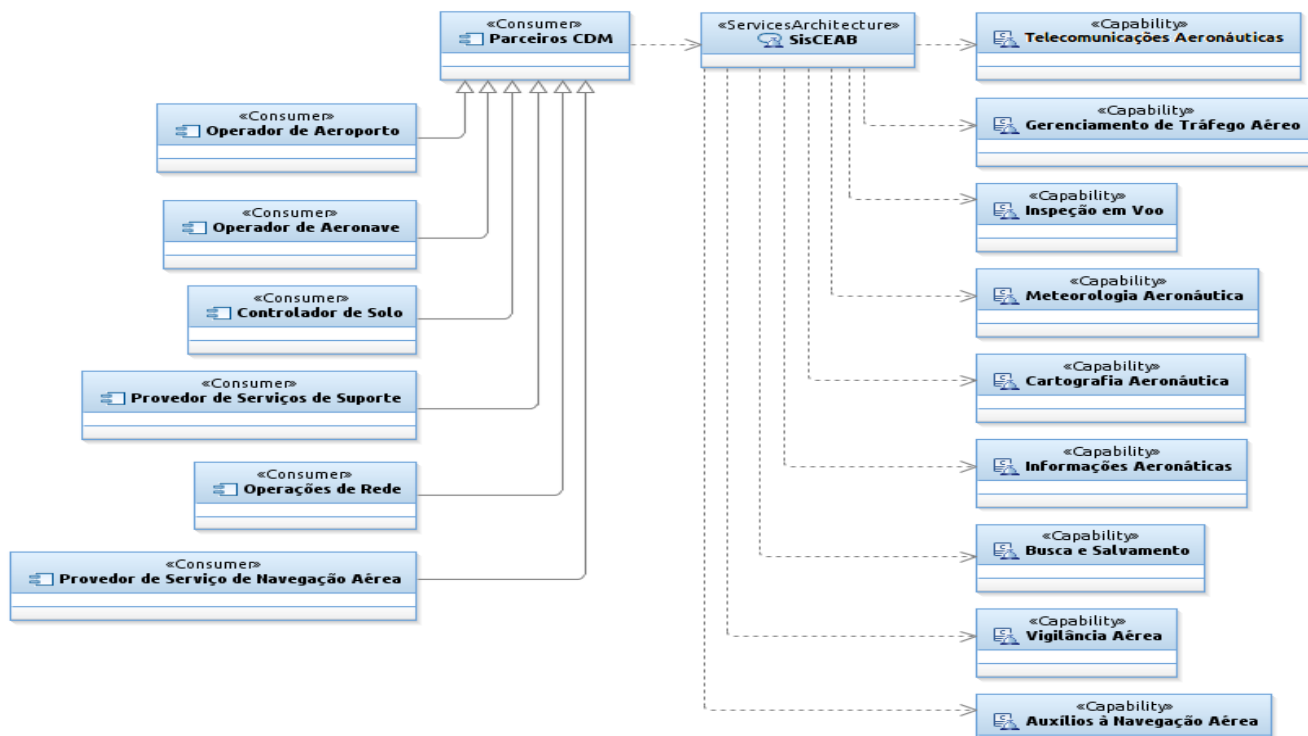 «Consumer»
Parceiros CDM
«ServicesArchitecture»
SisCEAB
«Capability»
Telecomunicações Aeronáuticas
«Consumer»
Operador de Aeroporto
«Capability»
Gerenciamento de Tráfego Aéreo
«Consumer»
Operador de Aeronave
«Capability»
Inspeção em Voo
«Consumer»
Controlador de Solo
«Capability»
Meteorologia Aeronáutica
«Consumer»
Provedor de Serviços de Suporte
«Capability»
Cartografia Aeronáutica
«Consumer»
Operações de Rede
«Capability»
Informações Aeronáticas
«Consumer»
Provedor de Serviço de Navegação Aérea
«Capability»
Busca e Salvamento
«Capability»
Vigilância Aérea
«Capability»
Auxílios à Navegação Aérea